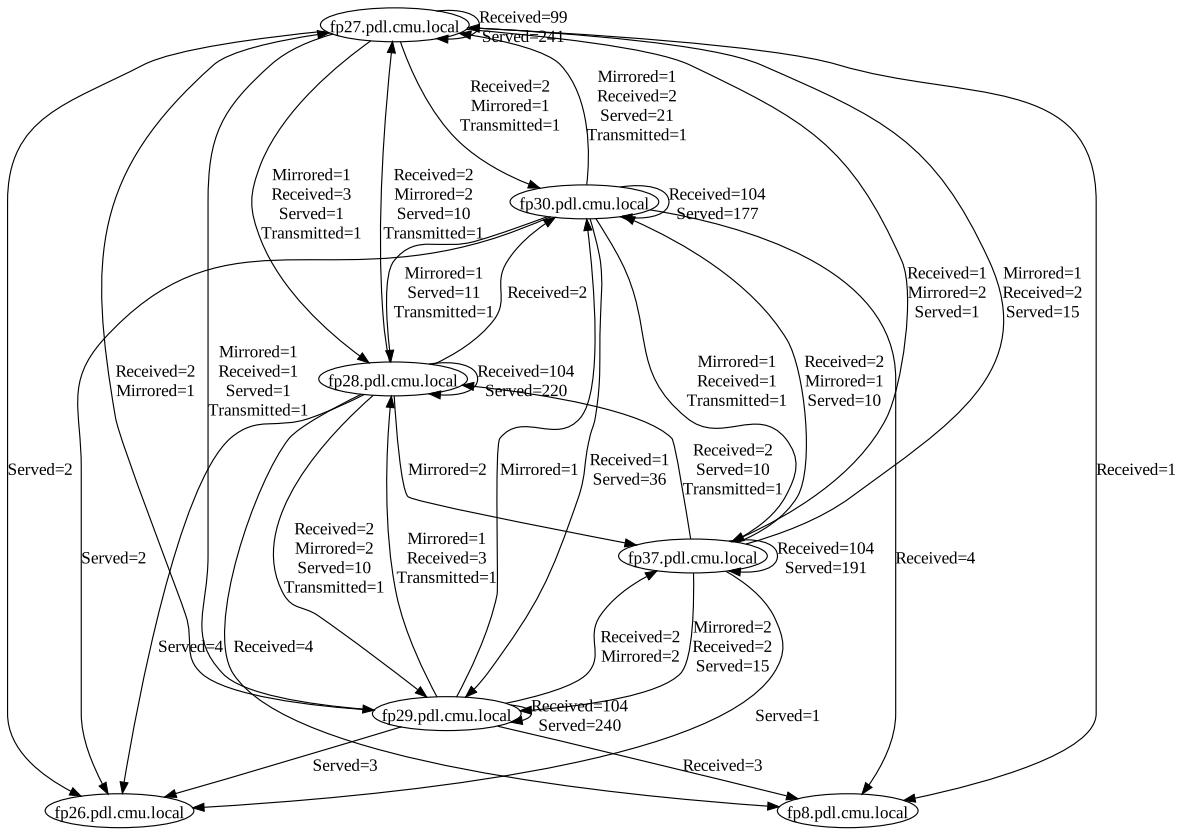 fp27.pdl.cmu.local
Received=99
Served=241
Received=2
Mirrored=1
Transmitted=1
Mirrored=1
Received=2
Served=21
Transmitted=1
Mirrored=1
Received=3
Served=1
Transmitted=1
Received=2
Mirrored=2
Served=10
Transmitted=1
fp30.pdl.cmu.local
Received=104
Served=177
Mirrored=1
Served=11
Transmitted=1
Received=2
Received=1
Mirrored=2
Served=1
Mirrored=1
Received=2
Served=15
fp28.pdl.cmu.local
Received=104
Served=220
Received=2
Mirrored=1
Mirrored=1
Received=1
Served=1
Transmitted=1
Mirrored=1
Received=1
Transmitted=1
Received=2
Mirrored=1
Served=10
Served=2
Mirrored=2
Mirrored=1
Received=1
Served=36
Received=2
Served=10
Transmitted=1
Received=1
Served=2
Received=2
Mirrored=2
Served=10
Transmitted=1
Mirrored=1
Received=3
Transmitted=1
fp37.pdl.cmu.local
Received=104
Served=191
Received=4
Served=4
Received=4
Received=2
Mirrored=2
Mirrored=2
Received=2
Served=15
fp29.pdl.cmu.local
Received=104
Served=240
Served=1
Served=3
Received=3
fp26.pdl.cmu.local
fp8.pdl.cmu.local